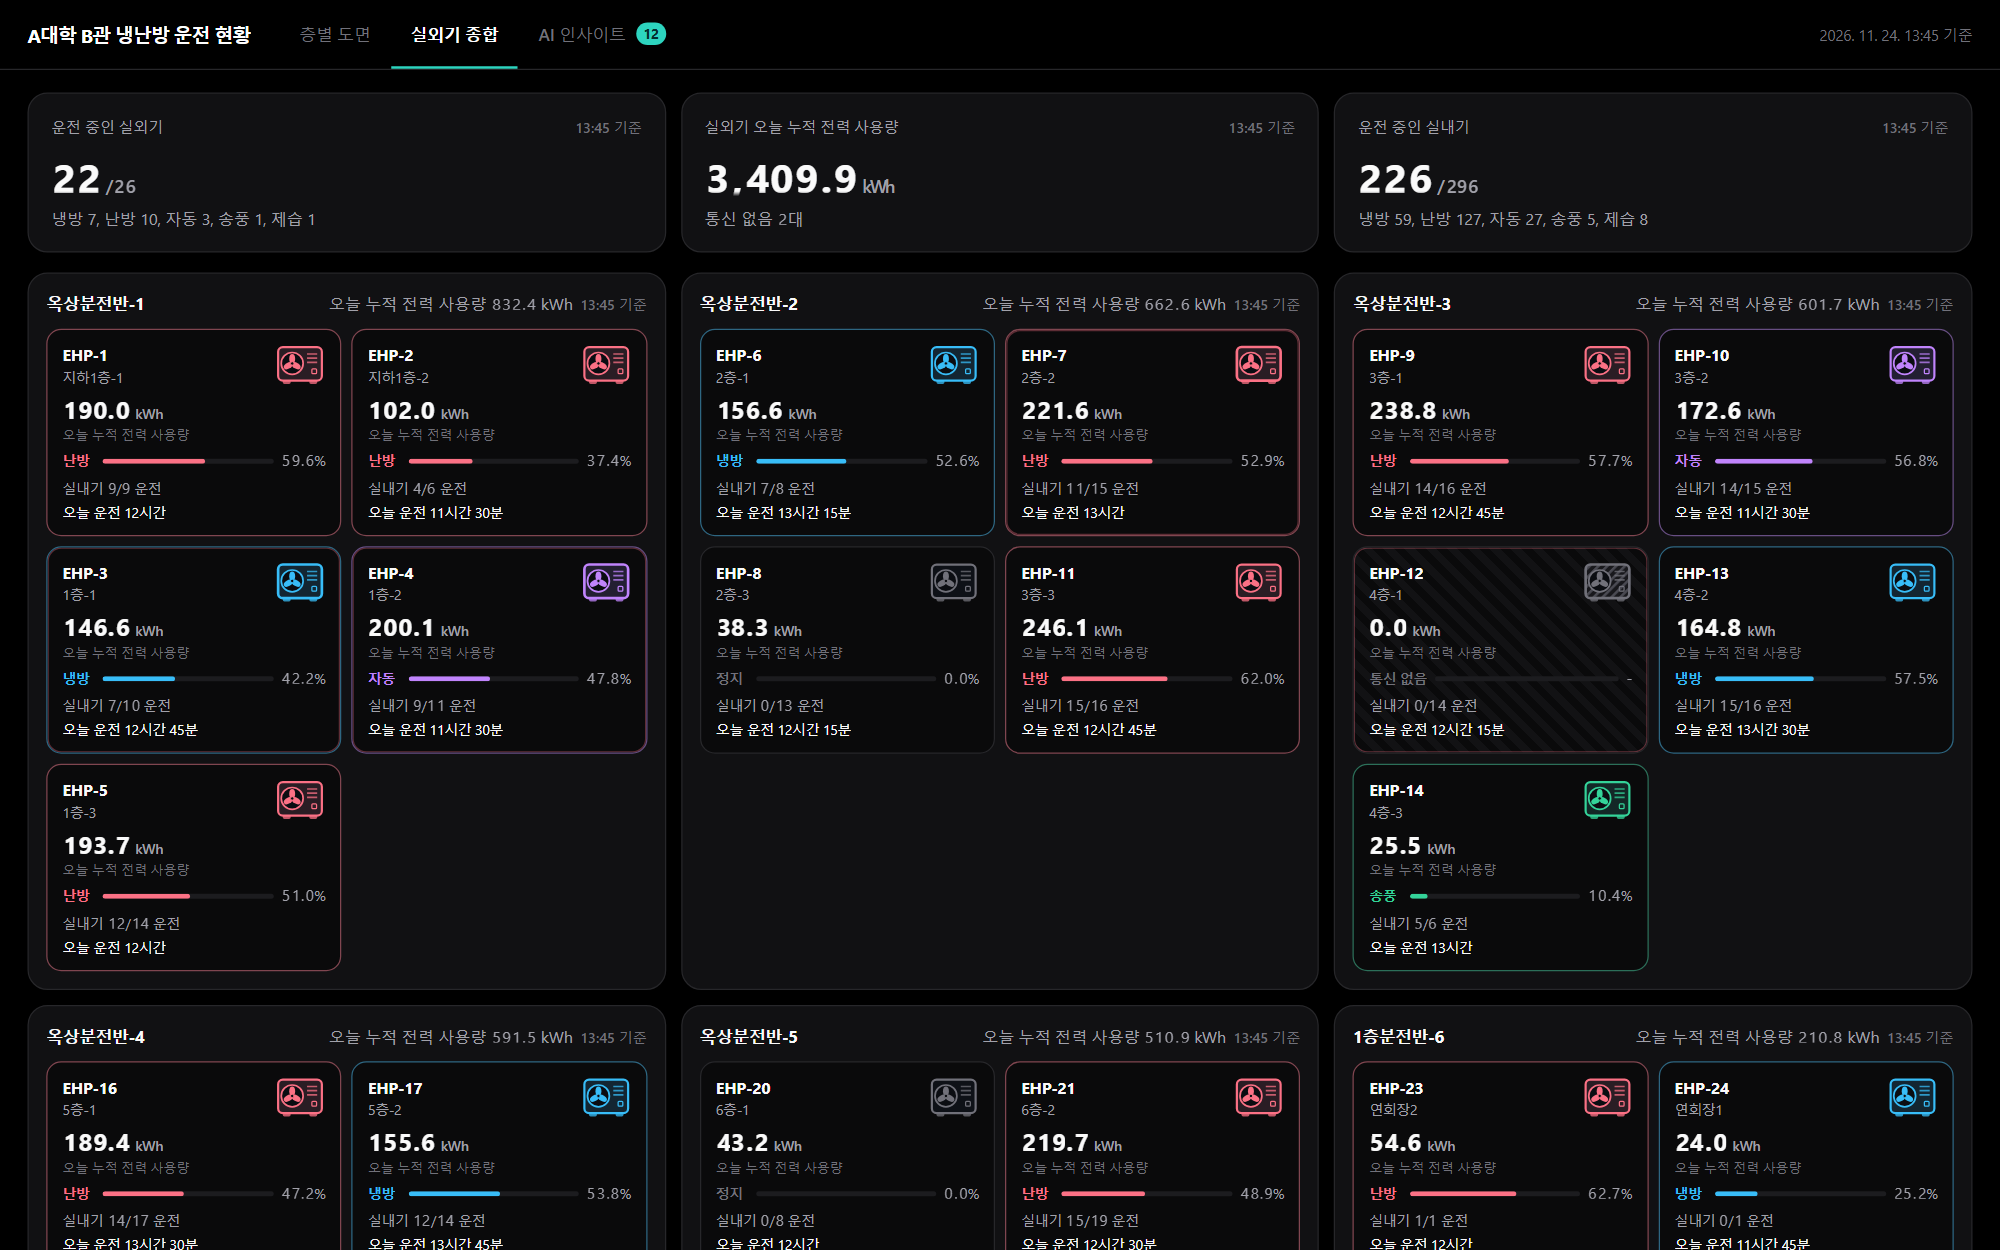 A대학 B관 냉난방 운전 현황
층별 도면
실외기 종합
AI 인사이트 12
2026. 11. 24. 13:45 기준
운전 중인 실외기
13:45 기준
22 /26
냉방 7, 난방 10, 자동 3, 송풍 1, 제습 1
실외기 오늘 누적 전력 사용량
13:45 기준
3,409.9 kWh
통신 없음 2대
운전 중인 실내기
13:45 기준
226 /296
냉방 59, 난방 127, 자동 27, 송풍 5, 제습 8
옥상분전반-1
오늘 누적 전력 사용량 832.4 kWh 13:45 기준
EHP-1
지하1층-1
190.0 kWh
오늘 누적 전력 사용량
난방 59.6%
실내기 9/9 운전
오늘 운전 12시간
EHP-2
지하1층-2
102.0 kWh
오늘 누적 전력 사용량
난방 37.4%
실내기 4/6 운전
오늘 운전 11시간 30분
EHP-3
1층-1
146.6 kWh
오늘 누적 전력 사용량
냉방 42.2%
실내기 7/10 운전
오늘 운전 12시간 45분
EHP-4
1층-2
200.1 kWh
오늘 누적 전력 사용량
자동 47.8%
실내기 9/11 운전
오늘 운전 11시간 30분
EHP-5
1층-3
193.7 kWh
오늘 누적 전력 사용량
난방 51.0%
실내기 12/14 운전
오늘 운전 12시간
옥상분전반-2
오늘 누적 전력 사용량 662.6 kWh 13:45 기준
EHP-6
2층-1
156.6 kWh
오늘 누적 전력 사용량
냉방 52.6%
실내기 7/8 운전
오늘 운전 13시간 15분
EHP-7
2층-2
221.6 kWh
오늘 누적 전력 사용량
난방 52.9%
실내기 11/15 운전
오늘 운전 13시간
EHP-8
2층-3
38.3 kWh
오늘 누적 전력 사용량
정지 0.0%
실내기 0/13 운전
오늘 운전 12시간 15분
EHP-11
3층-3
246.1 kWh
오늘 누적 전력 사용량
난방 62.0%
실내기 15/16 운전
오늘 운전 12시간 45분
옥상분전반-3
오늘 누적 전력 사용량 601.7 kWh 13:45 기준
EHP-9
3층-1
238.8 kWh
오늘 누적 전력 사용량
난방 57.7%
실내기 14/16 운전
오늘 운전 12시간 45분
EHP-10
3층-2
172.6 kWh
오늘 누적 전력 사용량
자동 56.8%
실내기 14/15 운전
오늘 운전 11시간 30분
EHP-12
4층-1
0.0 kWh
오늘 누적 전력 사용량
통신 없음 -
실내기 0/14 운전
오늘 운전 12시간 15분
EHP-13
4층-2
164.8 kWh
오늘 누적 전력 사용량
냉방 57.5%
실내기 15/16 운전
오늘 운전 13시간 30분
EHP-14
4층-3
25.5 kWh
오늘 누적 전력 사용량
송풍 10.4%
실내기 5/6 운전
오늘 운전 13시간
옥상분전반-4
오늘 누적 전력 사용량 591.5 kWh 13:45 기준
EHP-16
5층-1
189.4 kWh
오늘 누적 전력 사용량
난방 47.2%
실내기 14/17 운전
오늘 운전 13시간 30분
EHP-17
5층-2
155.6 kWh
오늘 누적 전력 사용량
냉방 53.8%
실내기 12/14 운전
오늘 운전 13시간 45분
옥상분전반-5
오늘 누적 전력 사용량 510.9 kWh 13:45 기준
EHP-20
6층-1
43.2 kWh
오늘 누적 전력 사용량
정지 0.0%
실내기 0/8 운전
오늘 운전 12시간
EHP-21
6층-2
219.7 kWh
오늘 누적 전력 사용량
난방 48.9%
실내기 15/19 운전
오늘 운전 12시간 30분
1층분전반-6
오늘 누적 전력 사용량 210.8 kWh 13:45 기준
EHP-23
연회장2
54.6 kWh
오늘 누적 전력 사용량
난방 62.7%
실내기 1/1 운전
오늘 운전 12시간
EHP-24
연회장1
24.0 kWh
오늘 누적 전력 사용량
냉방 25.2%
실내기 0/1 운전
오늘 운전 11시간 45분